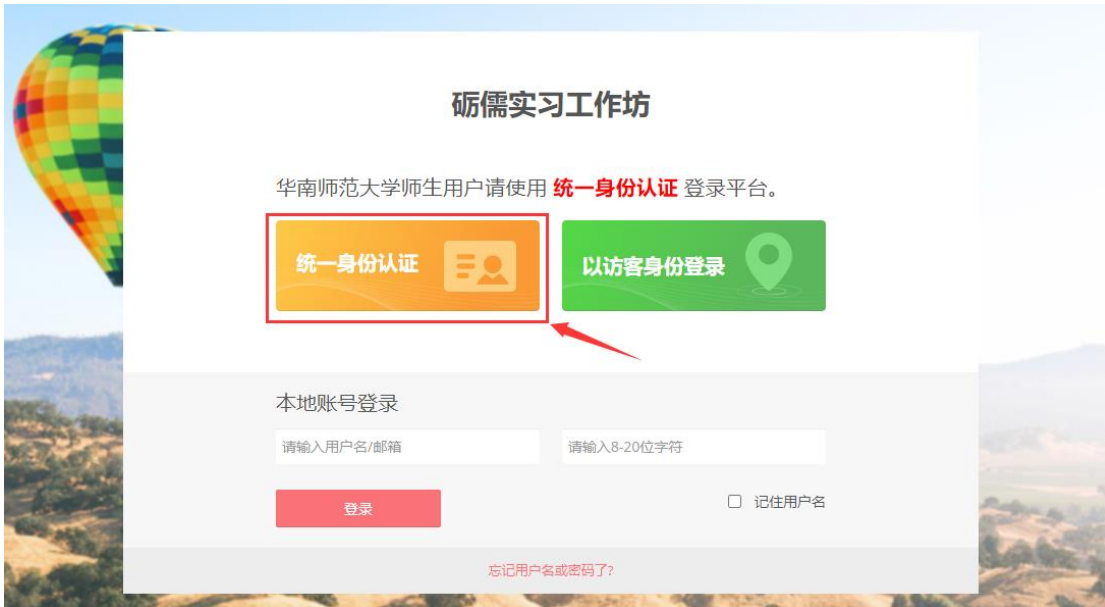 砺儒实习工作坊
华南师范大学师生用户请使用 统一身份认证 登录平台。
统一身份认证
以访客身份登录
本地账号登录
请输入用户名/邮箱
请输入8-20位字符
登录
记住用户名
忘记用户名或密码了?